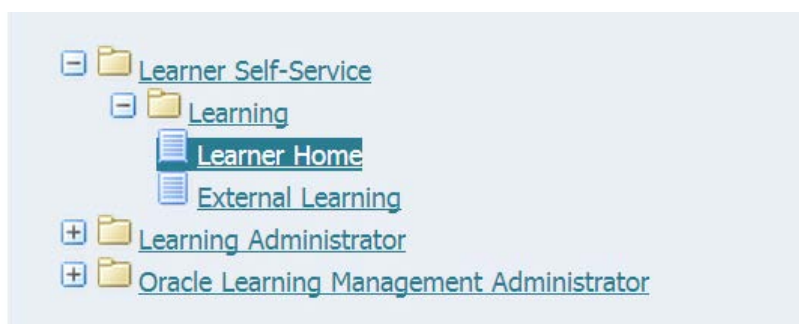 Learner Self-Service
Learning
Learner Home
External Learning
Learning Administrator
Oracle Learning Management Administrator